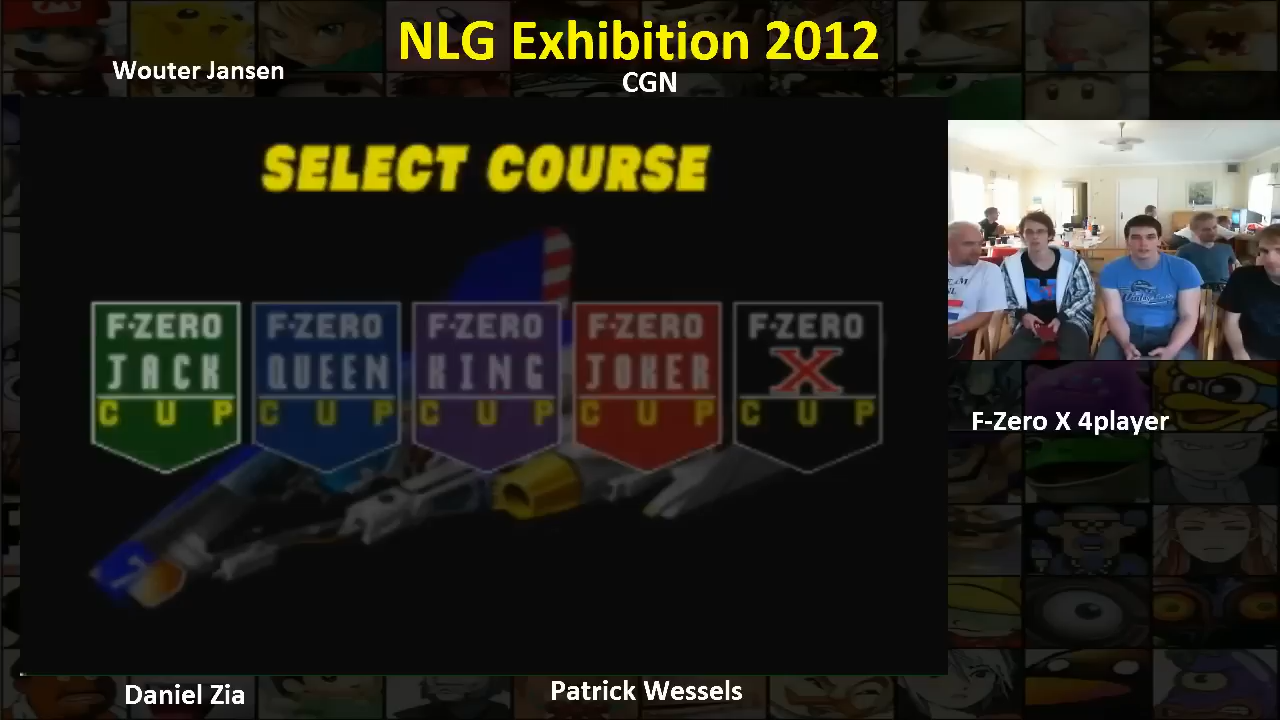 NLG Exhibition 2012
Wouter Jansen
CGN
SELECT COURSE
F-ZERO JACK CUP
F-ZERO QUEEN CUP
F-ZERO KING CUP
F-ZERO JOKER CUP
F-ZERO X CUP
F-Zero X 4player
Daniel Zia
Patrick Wessels